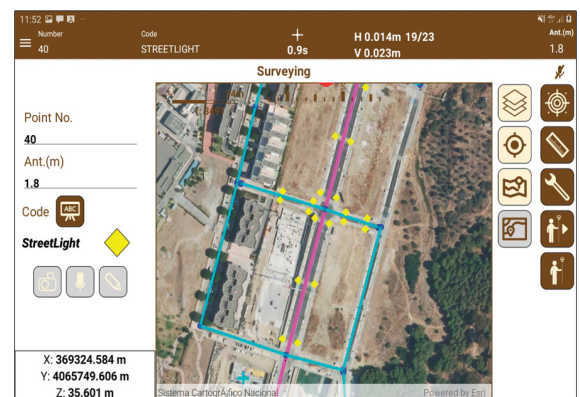 11:52
Number
Code
H 0.014m 19/23
Ant.(m)
40
STREETLIGHT
0.9s
V 0.023m
1.8
Surveying
Point No.
40
Ant.(m)
1.8
Code
ABC
StreetLight
X: 369324.584 m
Y: 4065749.606 m
Z: 35.601 m
Sistema CartogrÃfico Nacional
Powered by Esri